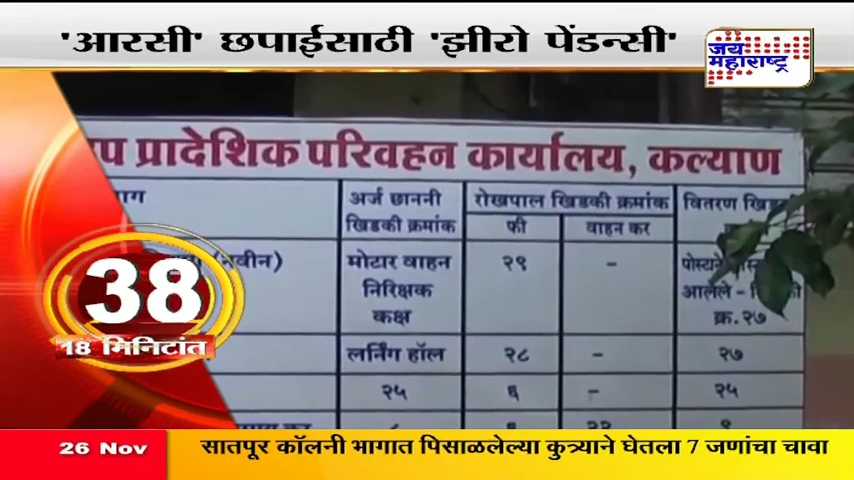 'आरसी' छपाईसाठी 'झीरो पेंडन्सी'
जय
महाराष्ट्र
प्रादेशिक परिवहन कार्यालय, कल्याण
अर्ज छाननी
खिडकी क्रमांक
रोखपाल खिडकी क्रमांक
फी
वाहन कर
वितरण
(नवीन)
मोटार वाहन
निरिक्षक
कक्ष
२९
-
आलेले -
क्र.२७
लर्निंग हॉल
२८
-
२७
२५
६
-
२५
38
18 मिनिटांत
26 Nov
सातपूर कॉलनी भागात पिसाळलेल्या कुत्र्याने घेतला 7 जणांचा चावा